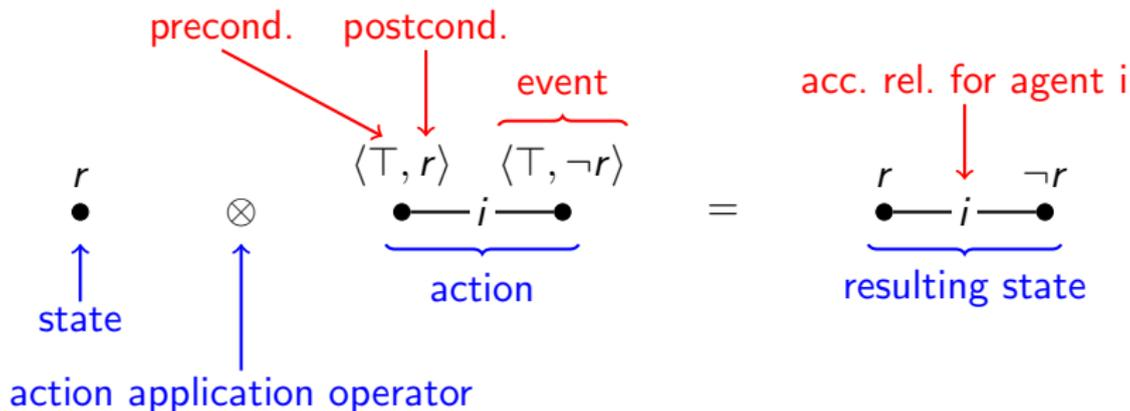 precond. postcond.
event
acc. rel. for agent i
⟨⊤, r⟩ ⟨⊤, ¬r⟩
r r ¬r
⊗ i = i
action
resulting state
state
action application operator